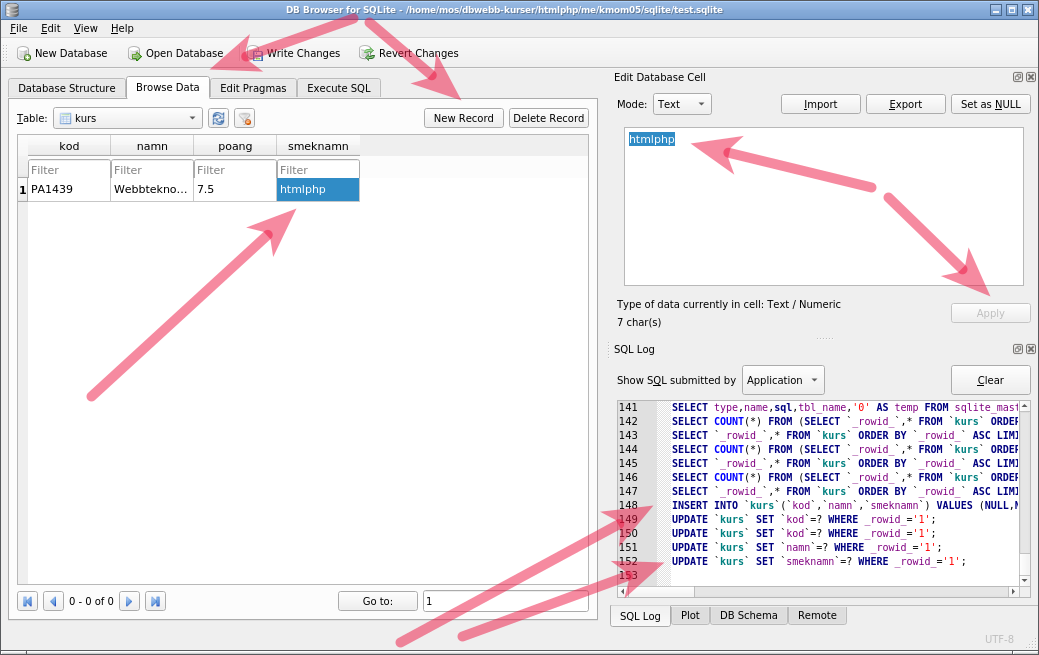 DB Browser for SQLite - /home/mos/dbwebb-kurser/htmlphp/me/kmom05/sqlite/test.sqlite
File Edit View Help
New Database Open Database Write Changes Revert Changes
Database Structure Browse Data Edit Pragmas Execute SQL
Table: kurs New Record Delete Record
kod namn poang smeknamn
Filter Filter Filter Filter
1 PA1439 Webbtekno... 7.5 htmlphp
0 - 0 of 0 Go to: 1
Edit Database Cell
Mode: Text Import Export Set as NULL
htmlphp
Type of data currently in cell: Text / Numeric
7 char(s)
Apply
SQL Log
Show SQL submitted by Application Clear
141 SELECT type,name,sql,tbl_name,'0' AS temp FROM sqlite_mast
142 SELECT COUNT(*) FROM (SELECT `_rowid_`,* FROM `kurs` ORDER
143 SELECT `_rowid_`,* FROM `kurs` ORDER BY `_rowid_` ASC LIMI
144 SELECT COUNT(*) FROM (SELECT `_rowid_`,* FROM `kurs` ORDER
145 SELECT `_rowid_`,* FROM `kurs` ORDER BY `_rowid_` ASC LIMI
146 SELECT COUNT(*) FROM (SELECT `_rowid_`,* FROM `kurs` ORDER
147 SELECT `_rowid_`,* FROM `kurs` ORDER BY `_rowid_` ASC LIMI
148 INSERT INTO `kurs`(`kod`,`namn`,`smeknamn`) VALUES (NULL,N
149 UPDATE `kurs` SET `kod`=? WHERE _rowid_='1';
150 UPDATE `kurs` SET `kod`=? WHERE _rowid_='1';
151 UPDATE `kurs` SET `namn`=? WHERE _rowid_='1';
152 UPDATE `kurs` SET `smeknamn`=? WHERE _rowid_='1';
153
SQL Log Plot DB Schema Remote
UTF-8